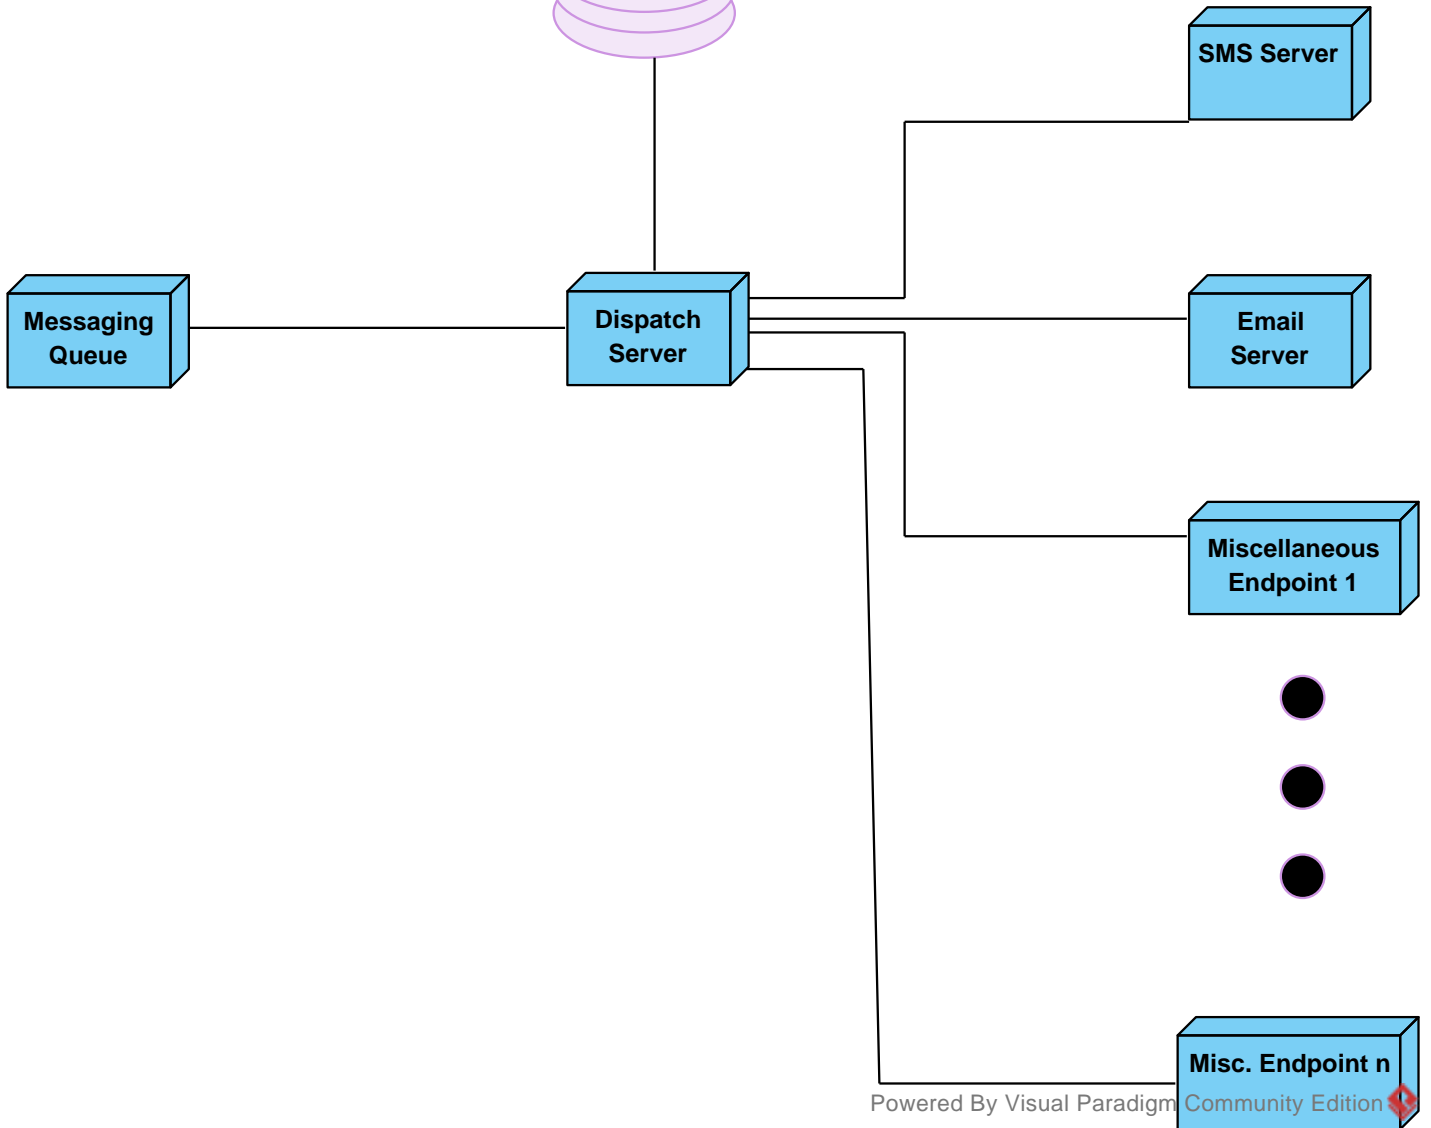 SMS Server
Messaging
Queue
Dispatch
Server
Email
Server
Miscellaneous
Endpoint 1
Misc. Endpoint n
Powered By Visual Paradigm Community Edition